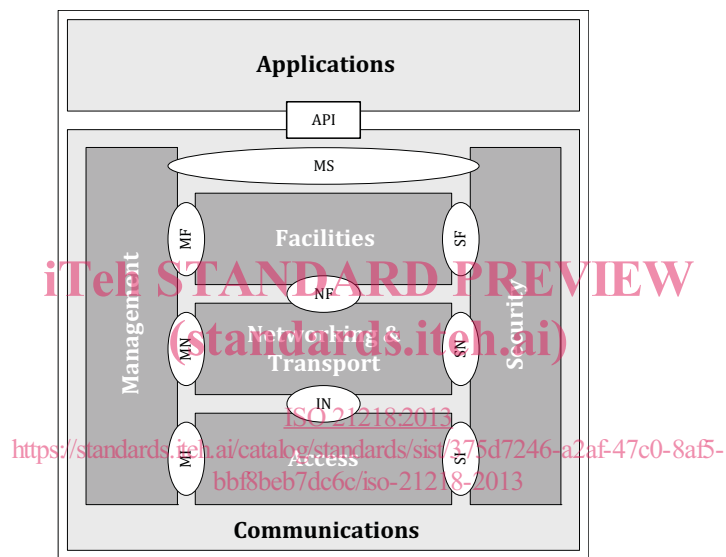 Applications
API
MS
MF
Facilities
SF
iTeh STANDARD PREVIEW
NF
Management
MN
Networking &
Transport
SN
Security
(standards.iteh.ai)
IN
ISO 21218:2013
https://standards.iteh.ai/catalog/standards/sist/375d7246-a2af-47c0-8af5-
bbf8beb7dc6c/iso-21218-2013
MI
Access
SI
Communications